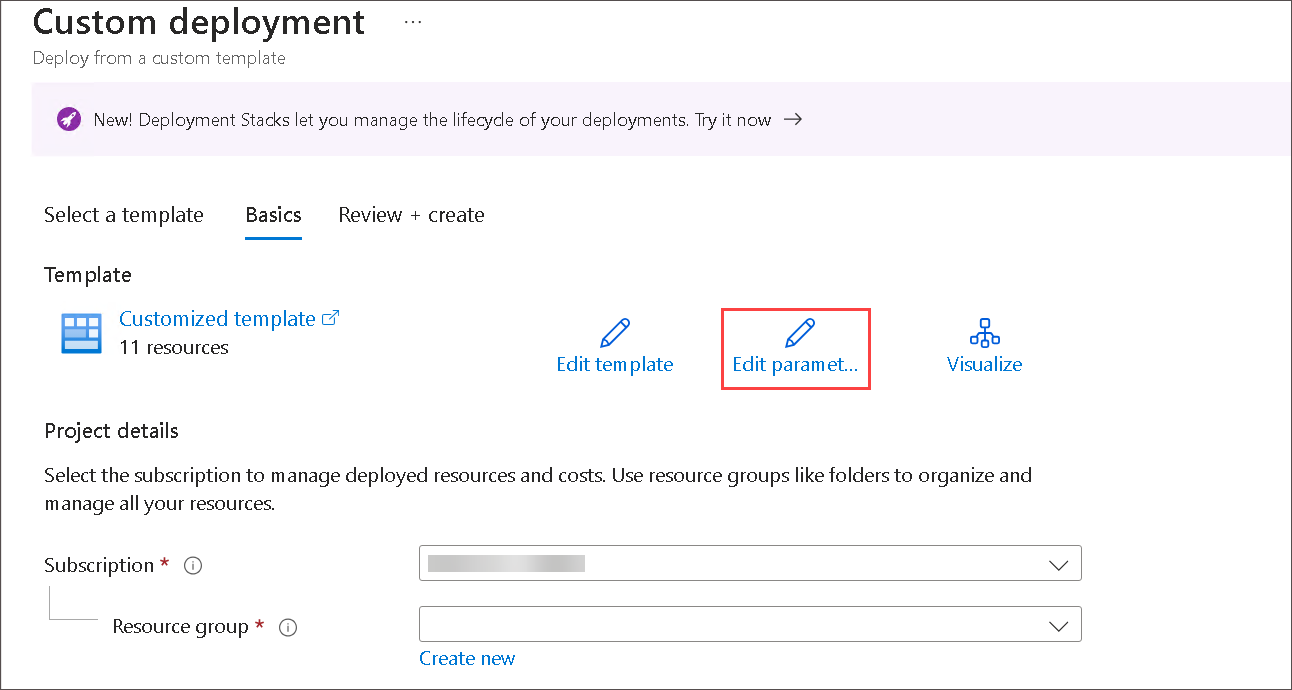 Custom deployment ...
Deploy from a custom template
New! Deployment Stacks let you manage the lifecycle of your deployments. Try it now →
Select a template Basics Review + create
Template
Customized template
11 resources
Edit template Edit paramet... Visualize
Project details
Select the subscription to manage deployed resources and costs. Use resource groups like folders to organize and
manage all your resources.
Subscription *
Resource group *
Create new